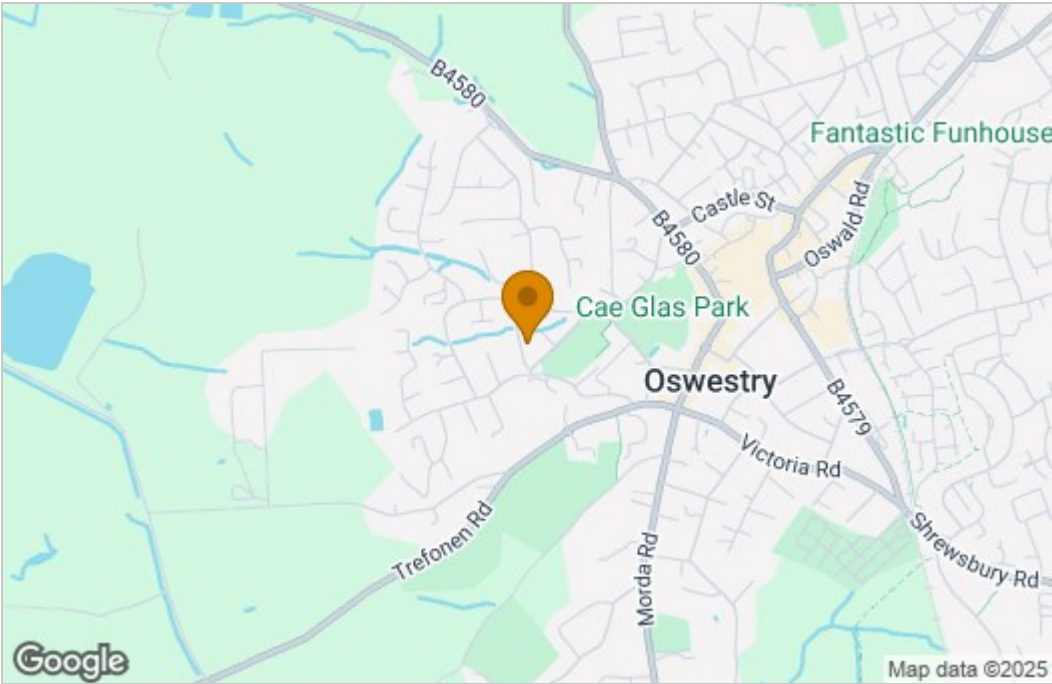 B4580
Fantastic Funhouse
Castle St
B4580
Oswald Rd
Cae Glas Park
Oswestry
B4579
Victoria Rd
Trefonen Rd
Morda Rd
Shrewsbury Rd
Google
Map data ©2025